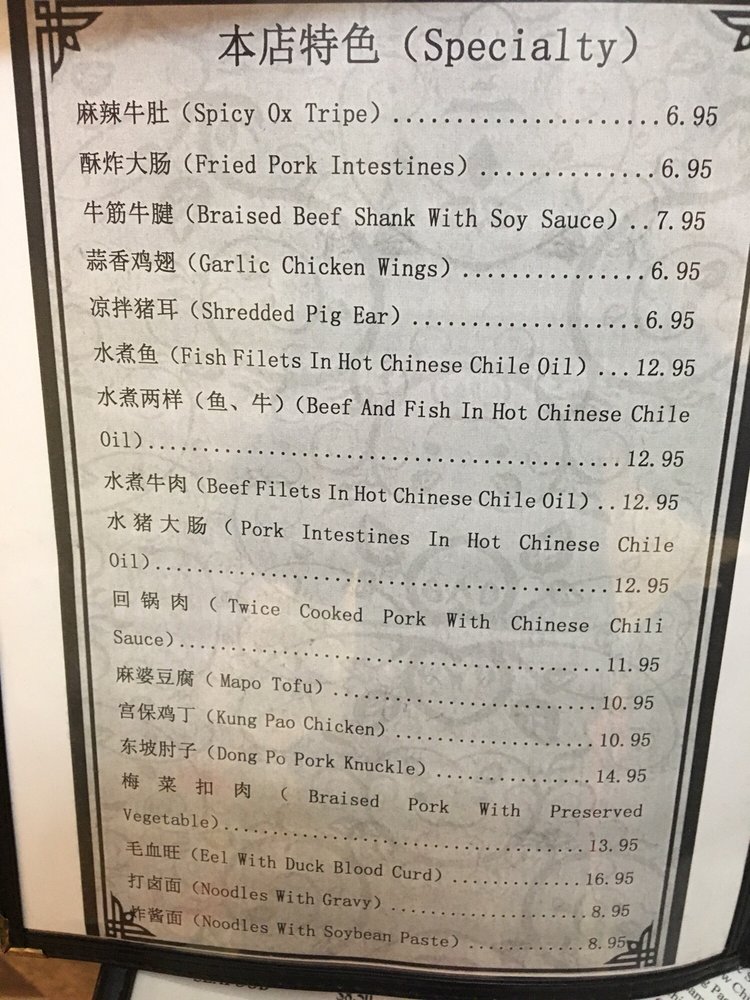 本店特色（Specialty）
麻辣牛肚（Spicy Ox Tripe）.....................6.95
酥炸大肠（Fried Pork Intestines）..............6.95
牛筋牛腱（Braised Beef Shank With Soy Sauce）..7.95
蒜香鸡翅（Garlic Chicken Wings）...............6.95
凉拌猪耳（Shredded Pig Ear）..................6.95
水煮鱼（Fish Filets In Hot Chinese Chile Oil）...12.95
水煮两样（鱼、牛）（Beef And Fish In Hot Chinese Chile
Oil）.....................................12.95
水煮牛肉（Beef Filets In Hot Chinese Chile Oil）..12.95
水猪大肠（Pork Intestines In Hot Chinese Chile
Oil）.....................................12.95
回锅肉（Twice Cooked Pork With Chinese Chili
Sauce）..................................11.95
麻婆豆腐（Mapo Tofu）.......................10.95
宫保鸡丁（Kung Pao Chicken）.................10.95
东坡肘子（Dong Po Pork Knuckle）.............14.95
梅菜扣肉（Braised Pork With Preserved
Vegetable）...............................13.95
毛血旺（Eel With Duck Blood Curd）............16.95
打卤面（Noodles With Gravy）..................8.95
炸酱面（Noodles With Soybean Paste）..........8.95
$8.50